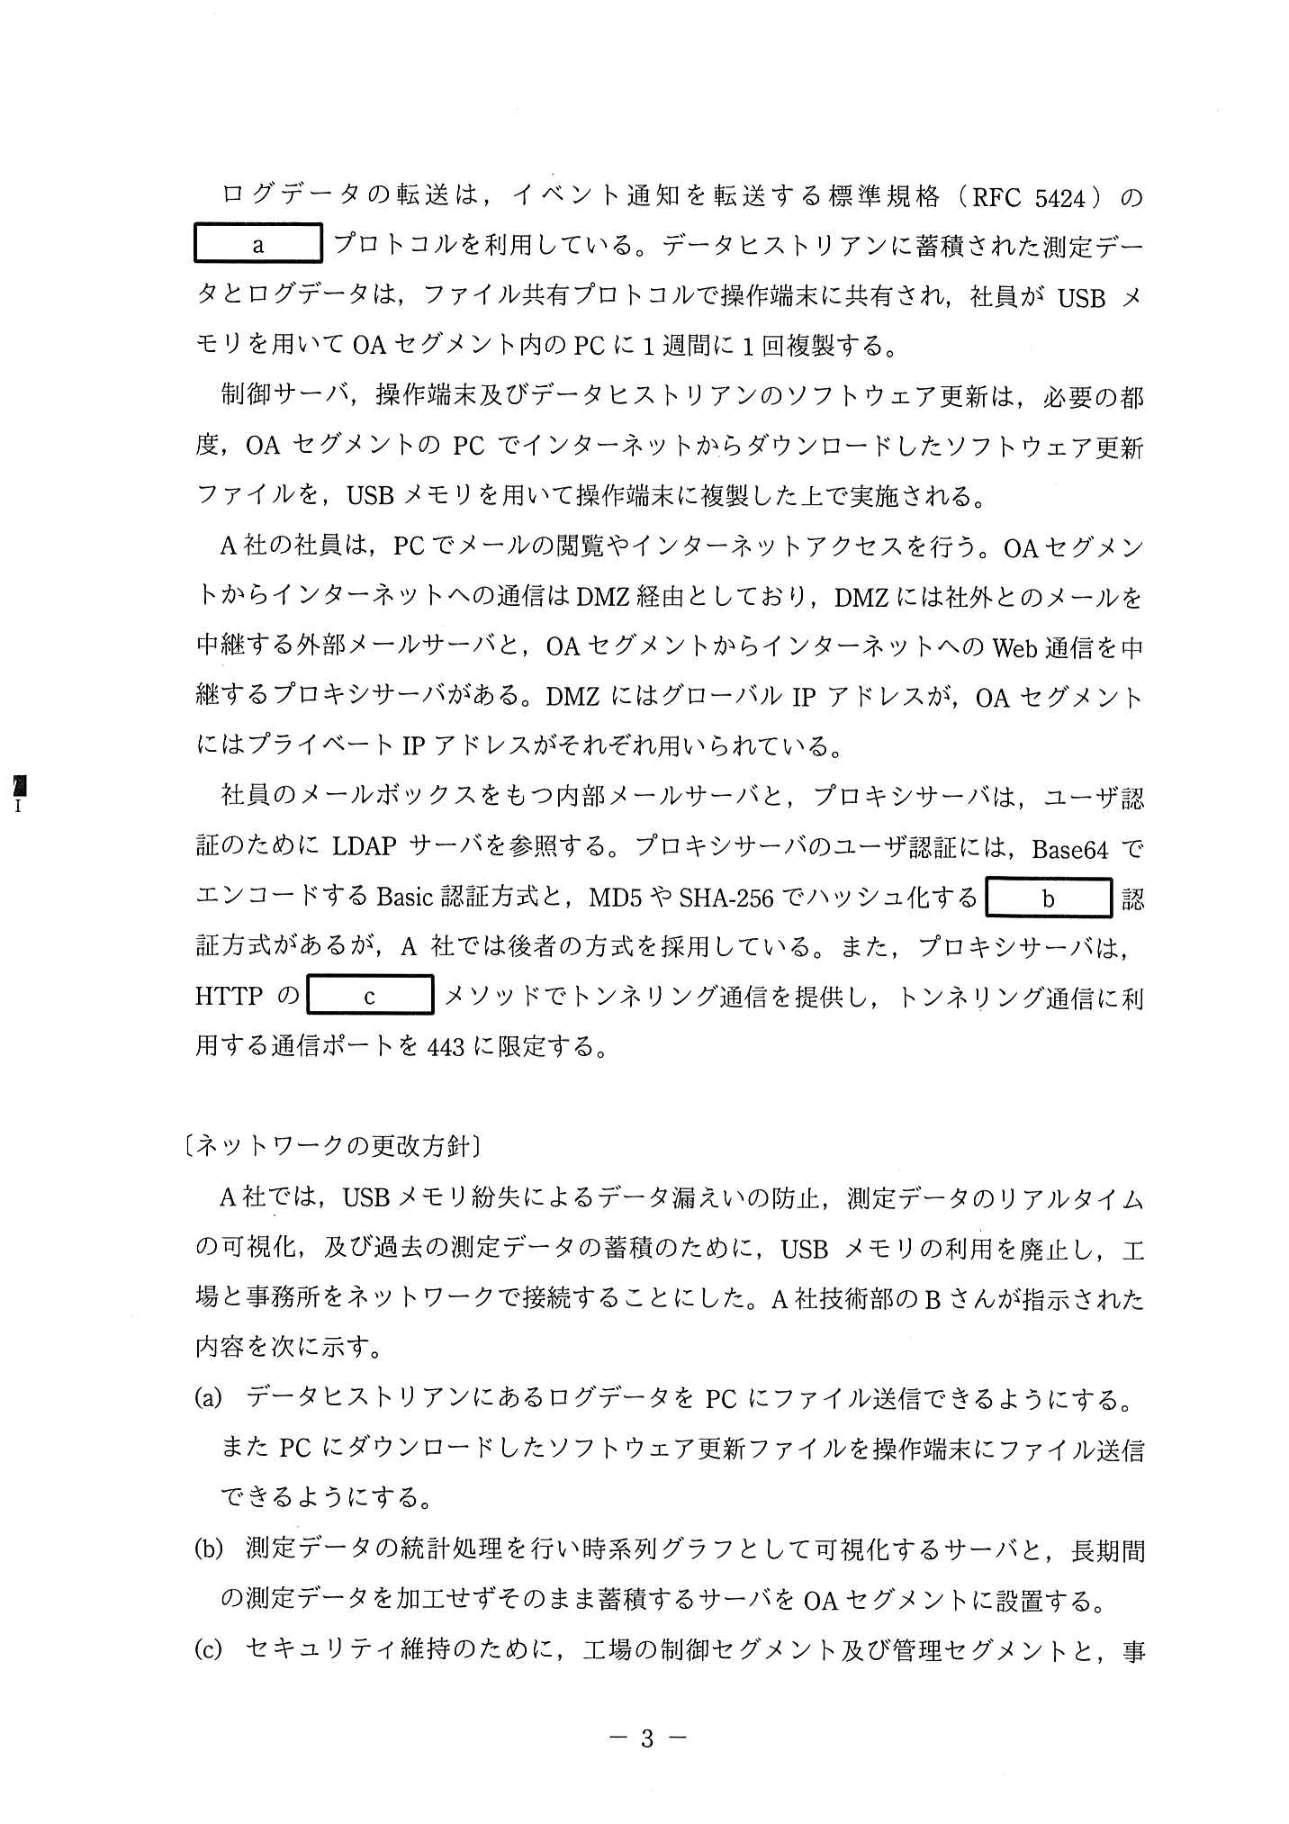 ログデータの転送は，イベント通知を転送する標準規格（RFC 5424）の
a プロトコルを利用している。データヒストリアンに蓄積された測定デー
タとログデータは，ファイル共有プロトコルで操作端末に共有され，社員が USB メ
モリを用いて OA セグメント内の PC に 1 週間に 1 回複製する。
制御サーバ，操作端末及びデータヒストリアンのソフトウェア更新は，必要の都
度，OA セグメントの PC でインターネットからダウンロードしたソフトウェア更新
ファイルを，USB メモリを用いて操作端末に複製した上で実施される。
A 社の社員は，PC でメールの閲覧やインターネットアクセスを行う。OA セグメン
トからインターネットへの通信は DMZ 経由としており，DMZ には社外とのメールを
中継する外部メールサーバと，OA セグメントからインターネットへの Web 通信を中
継するプロキシサーバがある。DMZ にはグローバル IP アドレスが，OA セグメント
にはプライベート IP アドレスがそれぞれ用いられている。
社員のメールボックスをもつ内部メールサーバと，プロキシサーバは，ユーザ認
証のために LDAP サーバを参照する。プロキシサーバのユーザ認証には，Base64 で
エンコードする Basic 認証方式と，MD5 や SHA-256 でハッシュ化する b 認
証方式があるが，A 社では後者の方式を採用している。また，プロキシサーバは，
HTTP の c メソッドでトンネリング通信を提供し，トンネリング通信に利
用する通信ポートを 443 に限定する。
〔ネットワークの更改方針〕
A 社では，USB メモリ紛失によるデータ漏えいの防止，測定データのリアルタイム
の可視化，及び過去の測定データの蓄積のために，USB メモリの利用を廃止し，工
場と事務所をネットワークで接続することにした。A 社技術部の B さんが指示された
内容を次に示す。
(a) データヒストリアンにあるログデータを PC にファイル送信できるようにする。
また PC にダウンロードしたソフトウェア更新ファイルを操作端末にファイル送信
できるようにする。
(b) 測定データの統計処理を行い時系列グラフとして可視化するサーバと，長期間
の測定データを加工せずそのまま蓄積するサーバを OA セグメントに設置する。
(c) セキュリティ維持のために，工場の制御セグメント及び管理セグメントと，事
― 3 ―